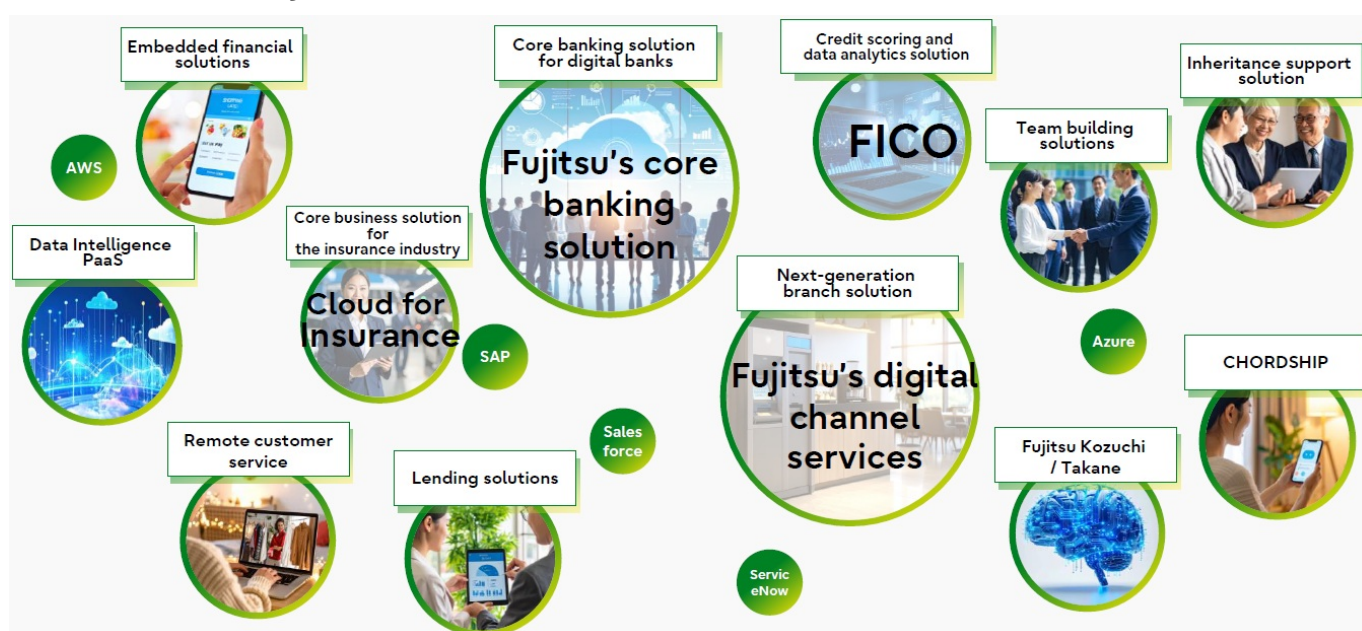 Embedded financial
solutions
Core banking solution
for digital banks
Fujitsu's core
banking
solution
Credit scoring and
data analytics solution
FICO
Inheritance support
solution
Team building
solutions
AWS
Data Intelligence
PaaS
Core business solution
for
the insurance industry
Cloud for
Insurance
SAP
Next-generation
branch solution
Fujitsu's digital
channel
services
Azure
CHORDSHIP
Remote customer
service
Lending solutions
Sales
force
Fujitsu Kozuchi
/ Takane
Servic
eNow